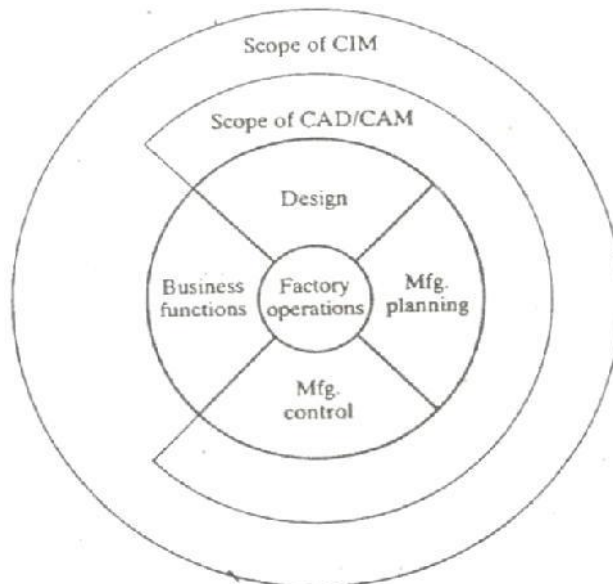 Scope of CIM
Scope of CAD/CAM
Design
Business
functions
Factory
operations
Mfg.
planning
Mfg.
control